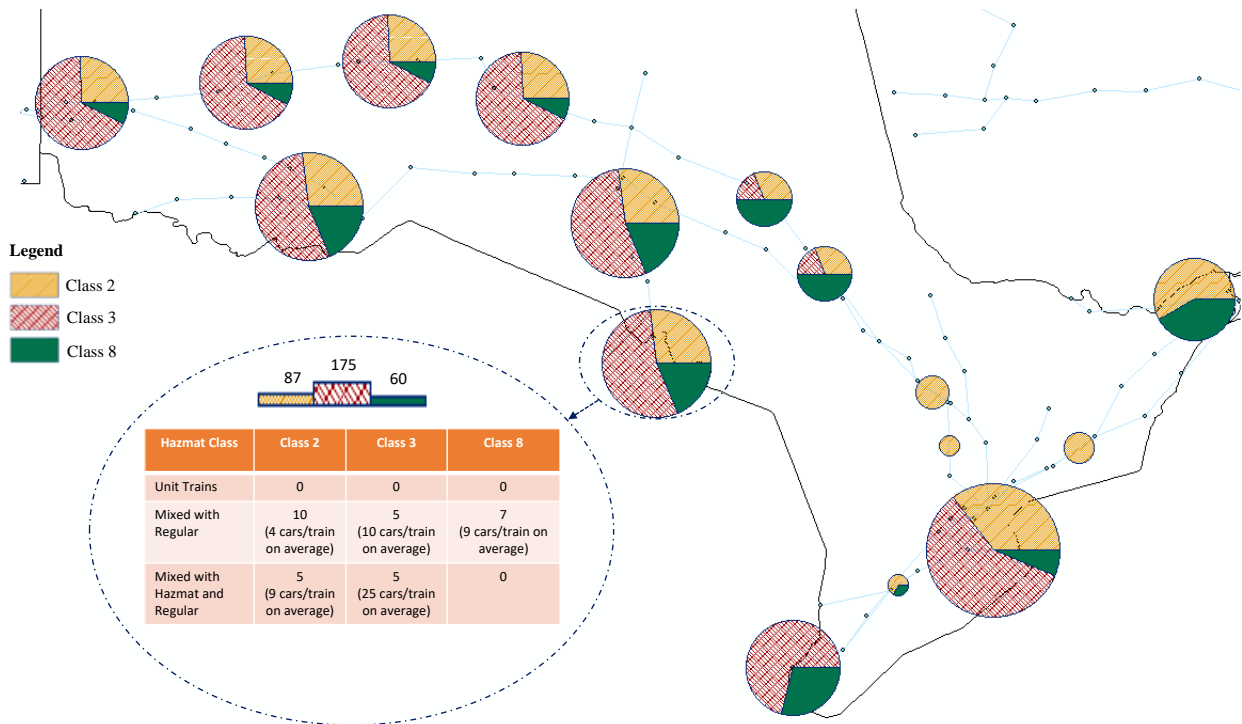 Legend
Class 2
Class 3
Class 8
87 175 60
Hazmat Class Class 2 Class 3 Class 8
Unit Trains 0 0 0
Mixed with Regular 10 (4 cars/train on average) 5 (10 cars/train on average) 7 (9 cars/train on average)
Mixed with Hazmat and Regular 5 (9 cars/train on average) 5 (25 cars/train on average) 0